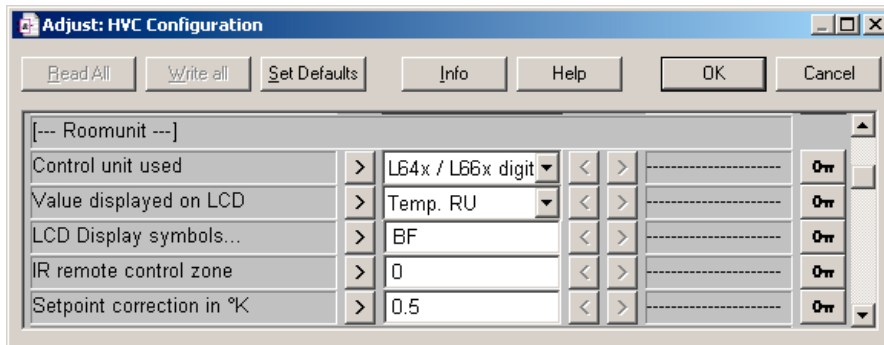 Adjust: HVC Configuration
Read All Write all Set Defaults Info Help OK Cancel
[--- Roomunit ---]
Control unit used > L64x / L66x digit < > -----------------------
Value displayed on LCD > Temp. RU < > -----------------------
LCD Display symbols... > BF < > -----------------------
IR remote control zone > 0 < > -----------------------
Setpoint correction in °K > 0.5 < > -----------------------